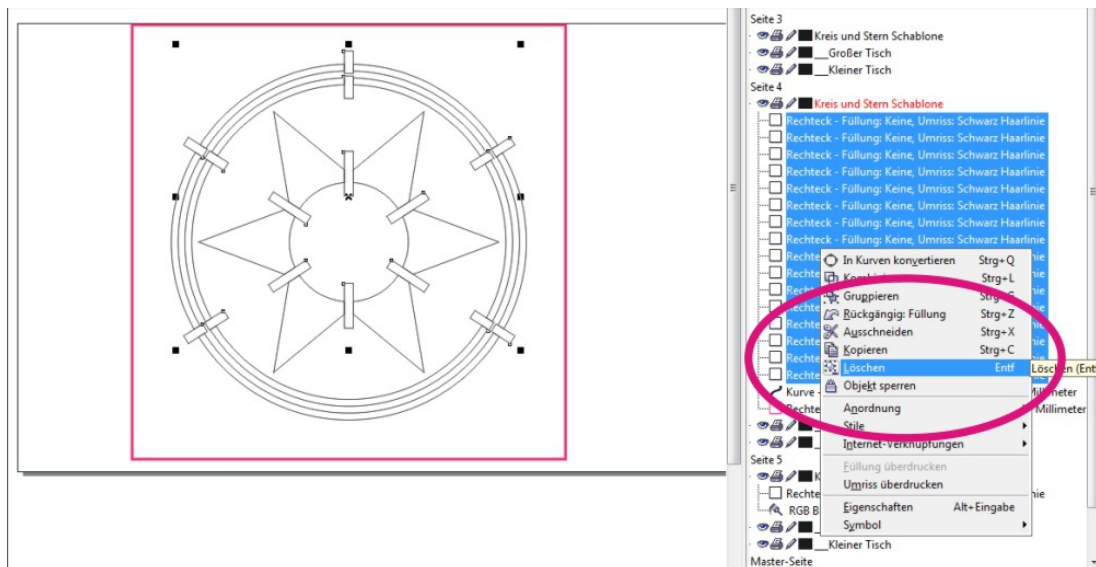 Seite 3
Kreis und Stern Schablone
__Großer Tisch
__Kleiner Tisch
Seite 4
Kreis und Stern Schablone
Rechteck - Füllung: Keine, Umriss: Schwarz Haarlinie
Rechteck - Füllung: Keine, Umriss: Schwarz Haarlinie
Rechteck - Füllung: Keine, Umriss: Schwarz Haarlinie
Rechteck - Füllung: Keine, Umriss: Schwarz Haarlinie
Rechteck - Füllung: Keine, Umriss: Schwarz Haarlinie
Rechteck - Füllung: Keine, Umriss: Schwarz Haarlinie
Rechteck - Füllung: Keine, Umriss: Schwarz Haarlinie
Rechteck - Füllung: Keine, Umriss: Schwarz Haarlinie
In Kurven konvertieren Strg+Q
Strg+L
Gruppieren
Rückgängig: Füllung Strg+Z
Ausschneiden Strg+X
Kopieren Strg+C
Löschen Entf
Objekt sperren
Kurve Millimeter
Anordnung Millimeter
Stile
Internet-Verknüpfungen
Seite 5
Füllung überdrucken
Umriss überdrucken
Eigenschaften Alt+Eingabe
RGB
Symbol
__Kleiner Tisch
Master-Seite